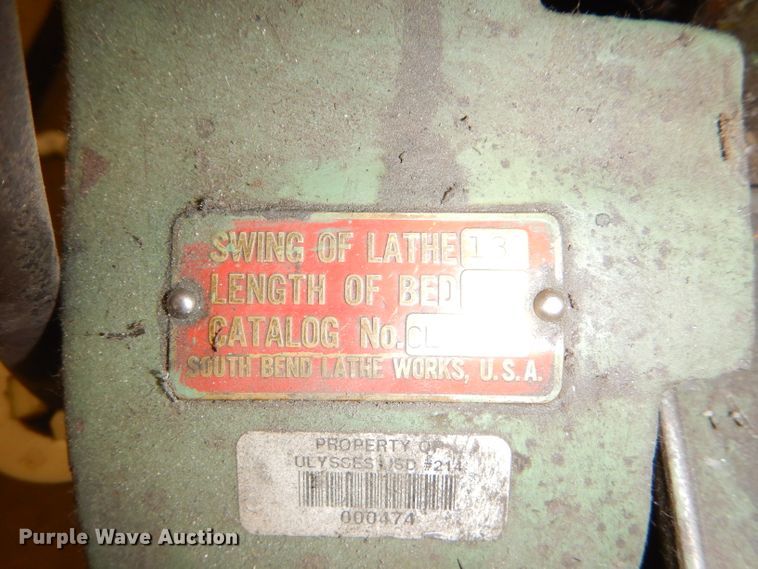 SWING OF LATHE 13
LENGTH OF BED
CATALOG No. CL
SOUTH BEND LATHE WORKS, U.S.A.
PROPERTY OF
ULYSSES USD #214
000474
Purple Wave Auction